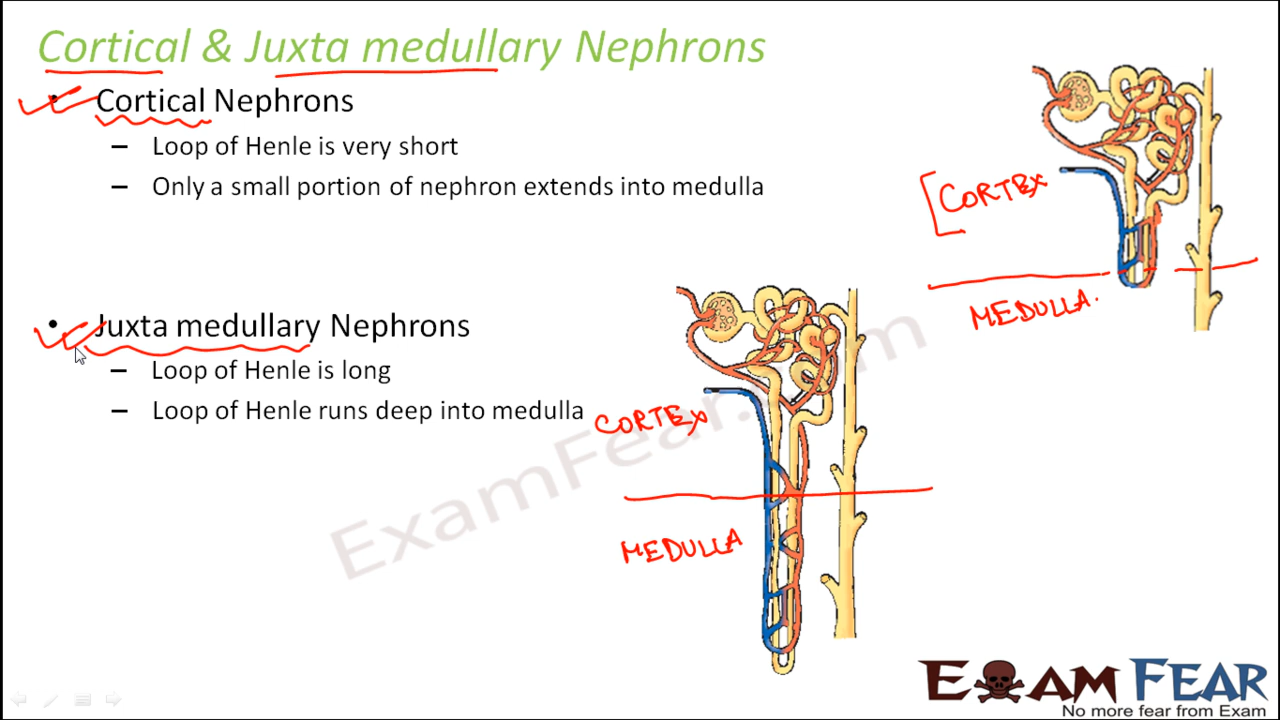 Cortical & Juxta medullary Nephrons
• Cortical Nephrons
– Loop of Henle is very short
– Only a small portion of nephron extends into medulla
CORTEX
MEDULLA.
• Juxta medullary Nephrons
– Loop of Henle is long
– Loop of Henle runs deep into medulla
CORTEX
MEDULLA
ExamFear.com
EXAM FEAR
No more fear from Exam